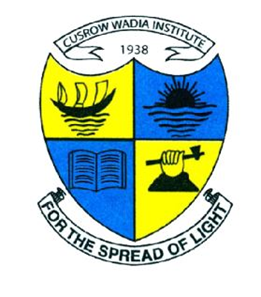 CUSROW WADIA INSTITUTE
1938
FOR THE SPREAD OF LIGHT